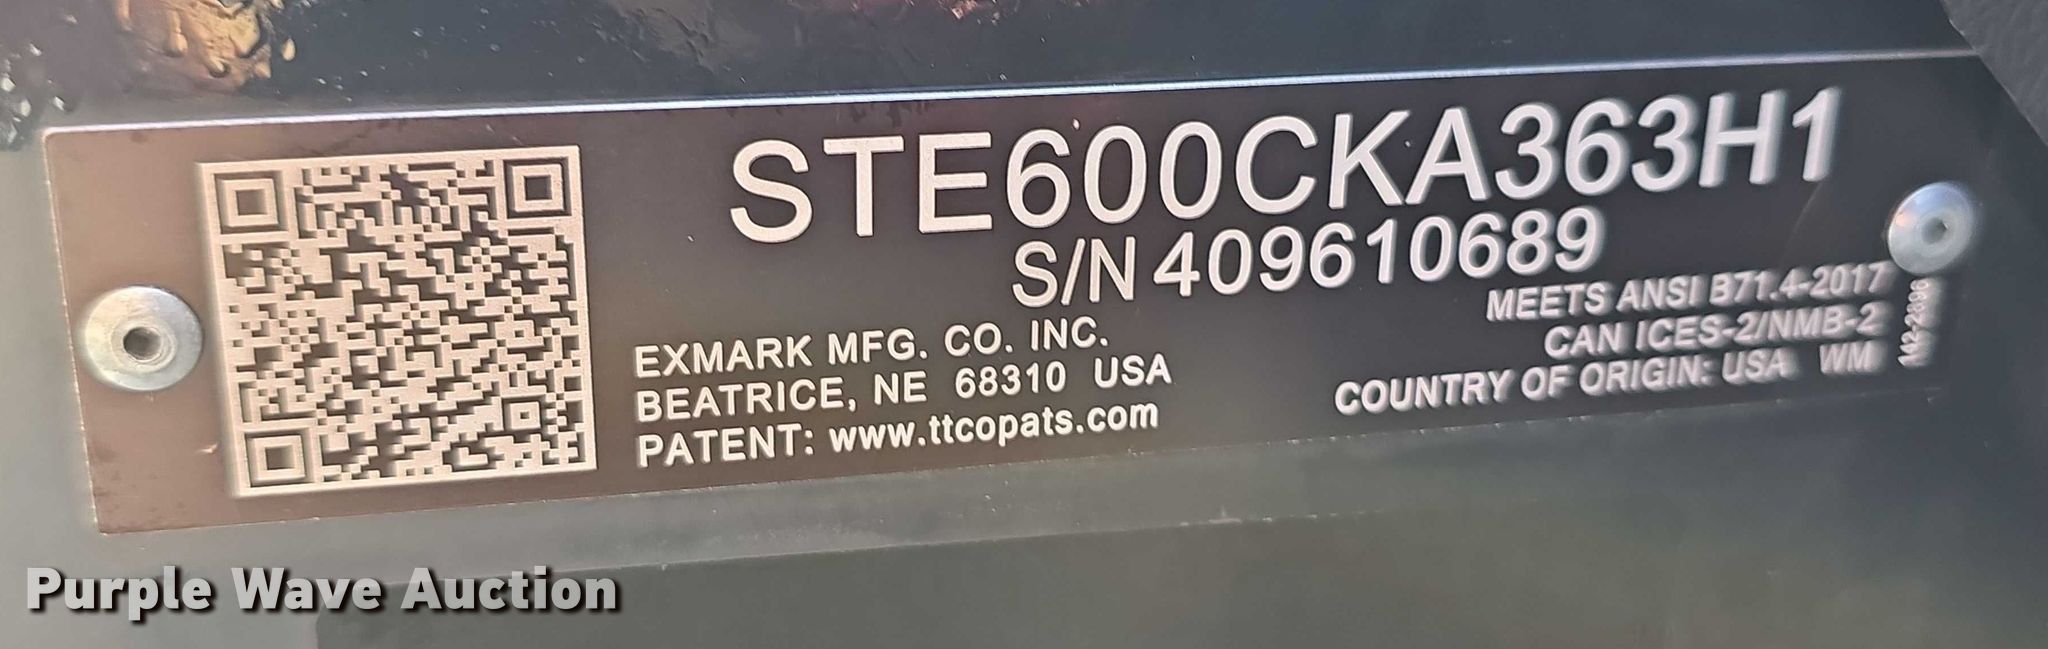 STE600CKA363H1
S/N 409610689
MEETS ANSI B71.4-2017
CAN ICES-2/NMB-2
COUNTRY OF ORIGIN: USA WM
EXMARK MFG. CO. INC.
BEATRICE, NE 68310 USA
PATENT: www.ttcopats.com
Purple Wave Auction